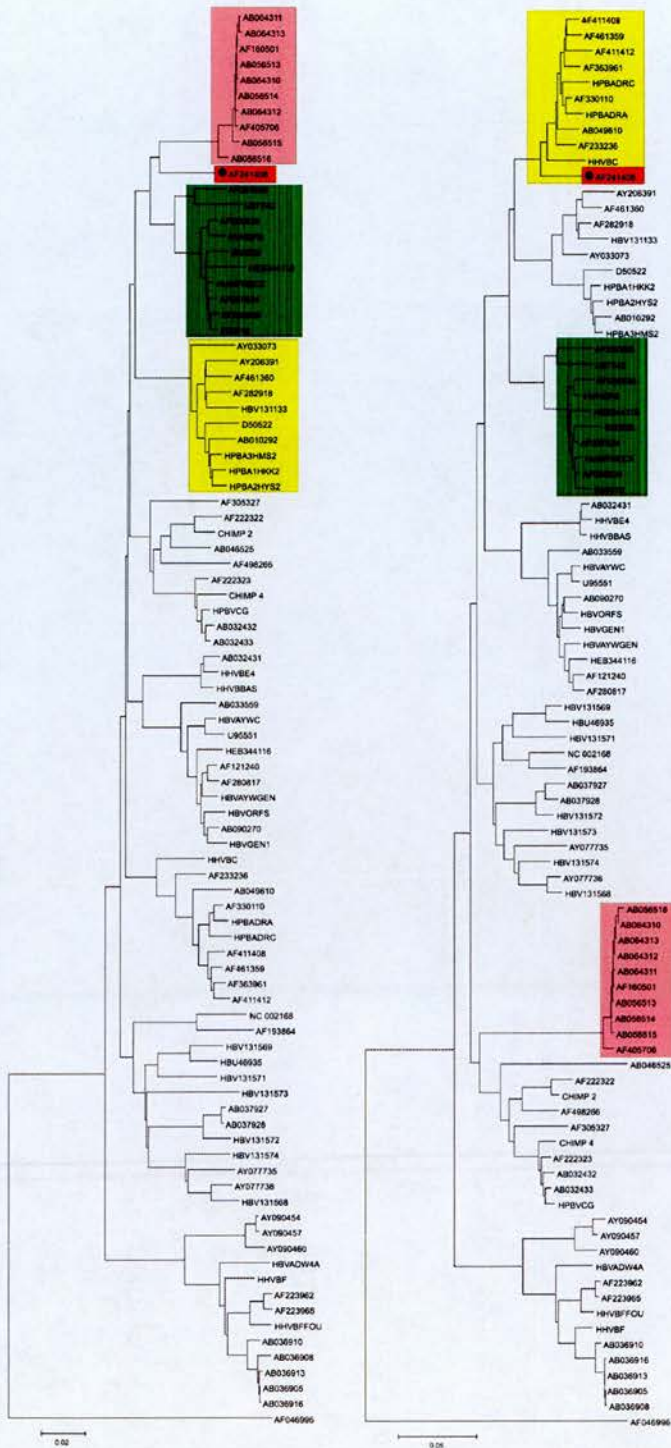 AB064311
AB064313
AF160501
AB056513
AB064310
AB056514
AB064312
AF405706
AB056515
AB056516
AF241409
AY033073
AY206391
AF461360
AF282918
HBV131133
D50522
AB010292
HPBA3HMS2
HPBA1HKK2
HPBA2HYS2
AF305327
AF222322
CHIMP 2
AB046525
AF498266
AF222323
CHIMP 4
HPBVCG
AB032432
AB032433
AB032431
HHVBE4
HHVBBAS
AB033559
HBVAYWC
U95551
HEB344116
AF121240
AF280817
HBVAYWGEN
HBVORFS
AB090270
HBVGEN1
HHVBC
AF233236
AB049610
AF330110
HPBADRA
HPBADRC
AF411408
AF461359
AF363961
AF411412
NC 002168
AF193864
HBV131569
HBU46935
HBV131571
HBV131573
AB037927
AB037928
HBV131572
HBV131574
AY077735
AY077736
HBV131568
AY090454
AY090457
AY090460
HBVADW4A
HHVBF
AF223962
AF223965
HHVBFFOU
AB036910
AB036908
AB036913
AB036905
AB036916
AF046996
0.02
AF411408
AF461359
AF411412
AF363961
HPBADRC
AF330110
HPBADRA
AB049610
AF233236
HHVBC
AF241409
AY206391
AF461360
AF282918
HBV131133
AY033073
D50522
HPBA1HKK2
HPBA2HYS2
AB010292
HPBA3HMS2
AB032431
HHVBE4
HHVBBAS
AB033559
HBVAYWC
U95551
AB090270
HBVORFS
HBVGEN1
HBVAYWGEN
HEB344116
AF121240
AF280817
HBV131569
HBU46935
HBV131571
NC 002168
AF193864
AB037927
AB037928
HBV131572
HBV131573
AY077735
HBV131574
AY077736
HBV131568
AB056516
AB064310
AB064313
AB064312
AB064311
AF160501
AB056513
AB056514
AB056515
AF405706
AB046525
AF222322
CHIMP 2
AF498266
AF305327
CHIMP 4
AF222323
AB032432
AB032433
HPBVCG
AY090454
AY090457
AY090460
HBVADW4A
AF223962
AF223965
HHVBFFOU
HHVBF
AB036910
AB036916
AB036913
AB036905
AB036908
AF046996
0.05